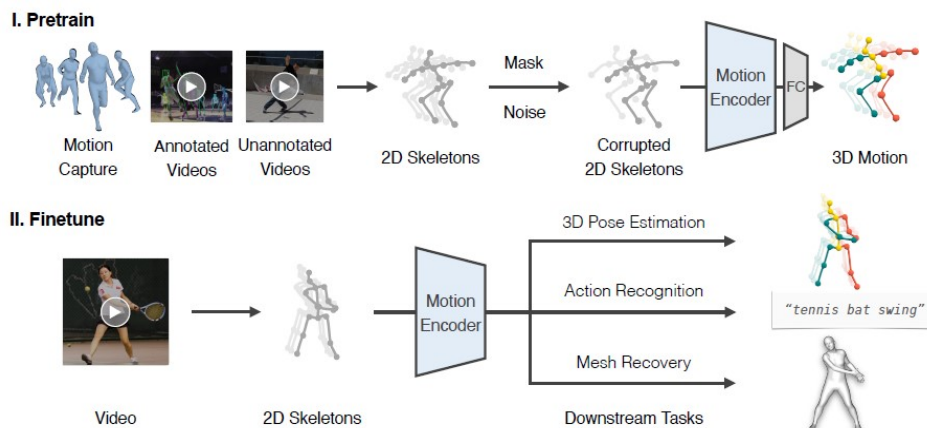 I. Pretrain
Mask
Noise
Motion
Encoder
FC
Motion
Capture
Annotated
Videos
Unannotated
Videos
2D Skeletons
Corrupted
2D Skeletons
3D Motion
II. Finetune
3D Pose Estimation
Motion
Encoder
Action Recognition
"tennis bat swing"
Mesh Recovery
Video
2D Skeletons
Downstream Tasks